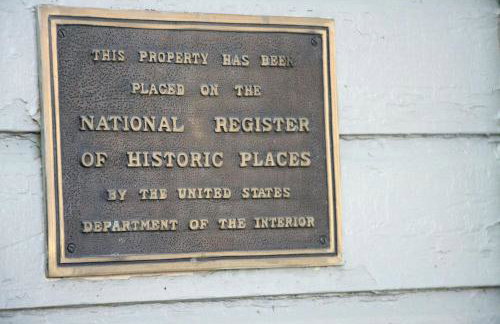 THIS PROPERTY HAS BEEN
PLACED ON THE
NATIONAL REGISTER
OF HISTORIC PLACES
BY THE UNITED STATES
DEPARTMENT OF THE INTERIOR